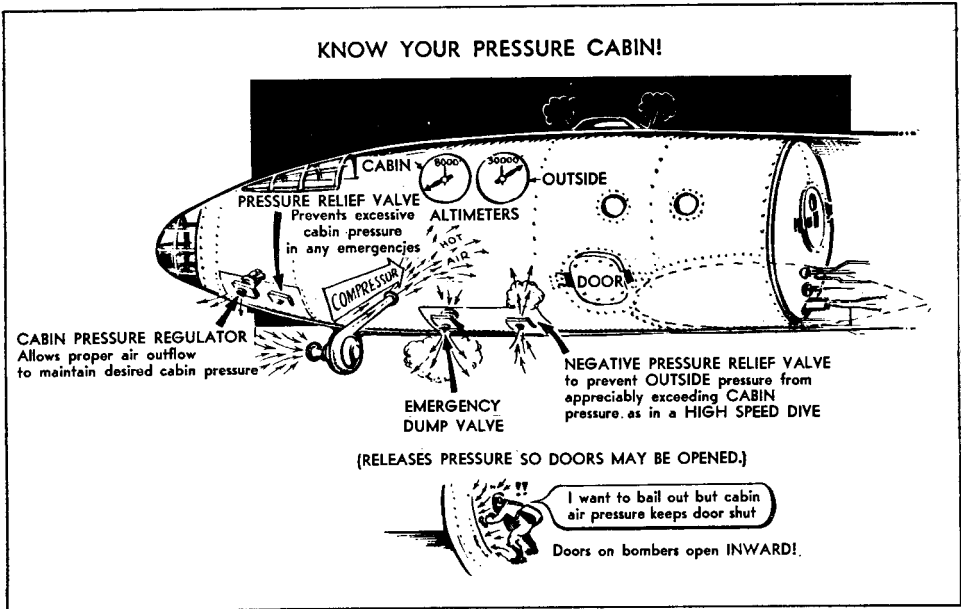 KNOW YOUR PRESSURE CABIN!
CABIN
8000
30000
OUTSIDE
ALTIMETERS
PRESSURE RELIEF VALVE
Prevents excessive
cabin pressure
in any emergencies
HOT
AIR
COMPRESSOR
DOOR
CABIN PRESSURE REGULATOR
Allows proper air outflow
to maintain desired cabin pressure
EMERGENCY
DUMP VALVE
NEGATIVE PRESSURE RELIEF VALVE
to prevent OUTSIDE pressure from
appreciably exceeding CABIN
pressure. as in a HIGH SPEED DIVE
(RELEASES PRESSURE SO DOORS MAY BE OPENED.)
!!
I want to bail out but cabin
air pressure keeps door shut
Doors on bombers open INWARD!